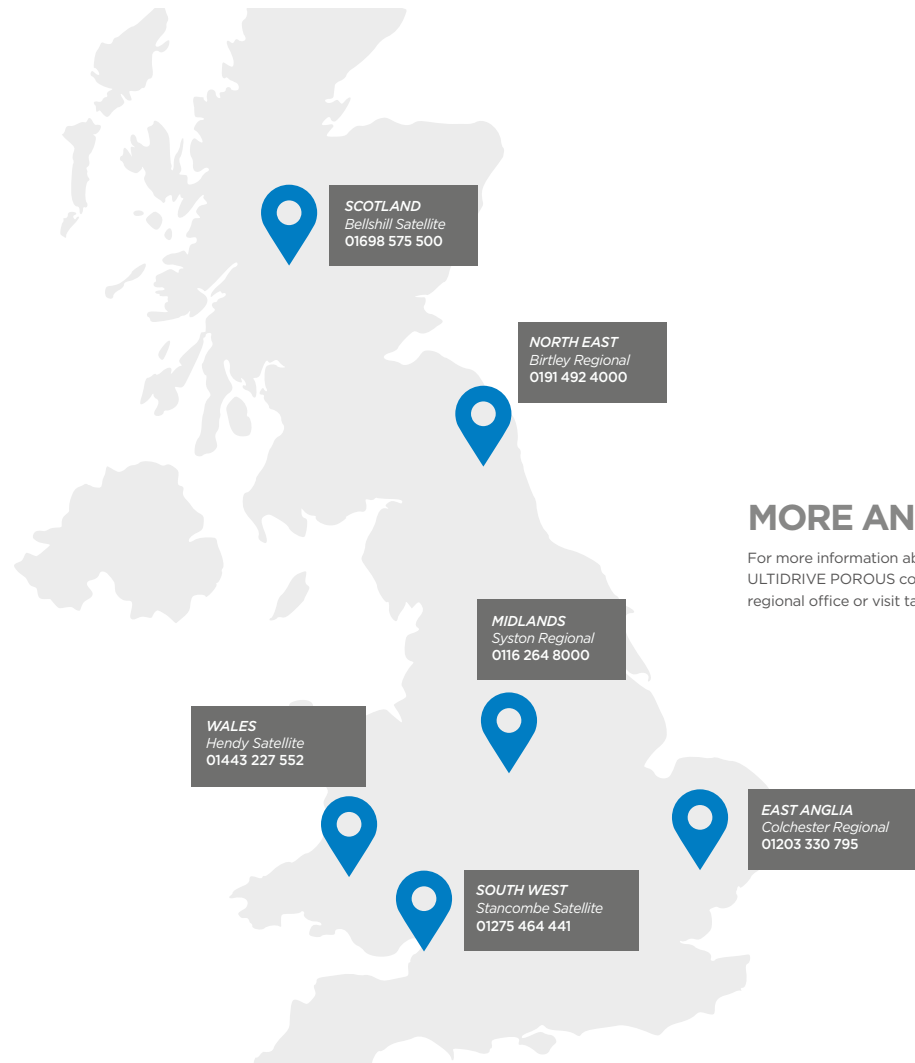 SCOTLAND
Bellshill Satellite
01698 575 500
NORTH EAST
Birtley Regional
0191 492 4000
MORE AN
For more information ab
ULTIDRIVE POROUS co
regional office or visit ta
MIDLANDS
Syston Regional
0116 264 8000
WALES
Hendy Satellite
01443 227 552
EAST ANGLIA
Colchester Regional
01203 330 795
SOUTH WEST
Stancombe Satellite
01275 464 441